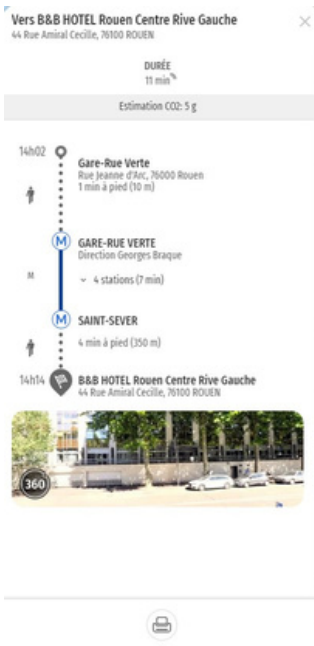 Vers B&B HOTEL Rouen Centre Rive Gauche
44 Rue Amiral Cecille, 76100 ROUEN
DURÉE
11 min
Estimation CO2: 5 g
14h02
Gare-Rue Verte
Rue Jeanne d'Arc, 76000 Rouen
1 min à pied (10 m)
M
GARE-RUE VERTE
Direction Georges Braque
M
4 stations (7 min)
M
SAINT-SEVER
4 min à pied (350 m)
14h14
B&B HOTEL Rouen Centre Rive Gauche
44 Rue Amiral Cecille, 76100 ROUEN
360